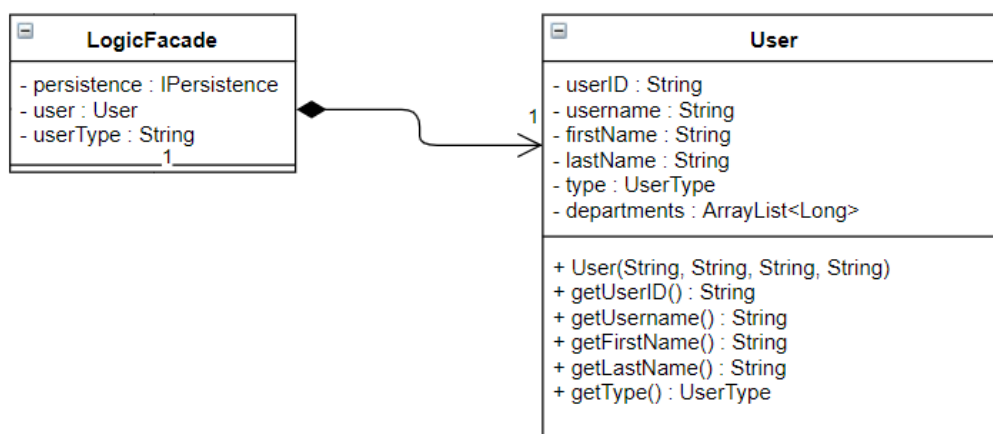 LogicFacade
- persistence : IPersistence
- user : User
- userType : String
1
1
User
- userID : String
- username : String
- firstName : String
- lastName : String
- type : UserType
- departments : ArrayList<Long>
+ User(String, String, String, String)
+ getUserID() : String
+ getUsername() : String
+ getFirstName() : String
+ getLastName() : String
+ getType() : UserType